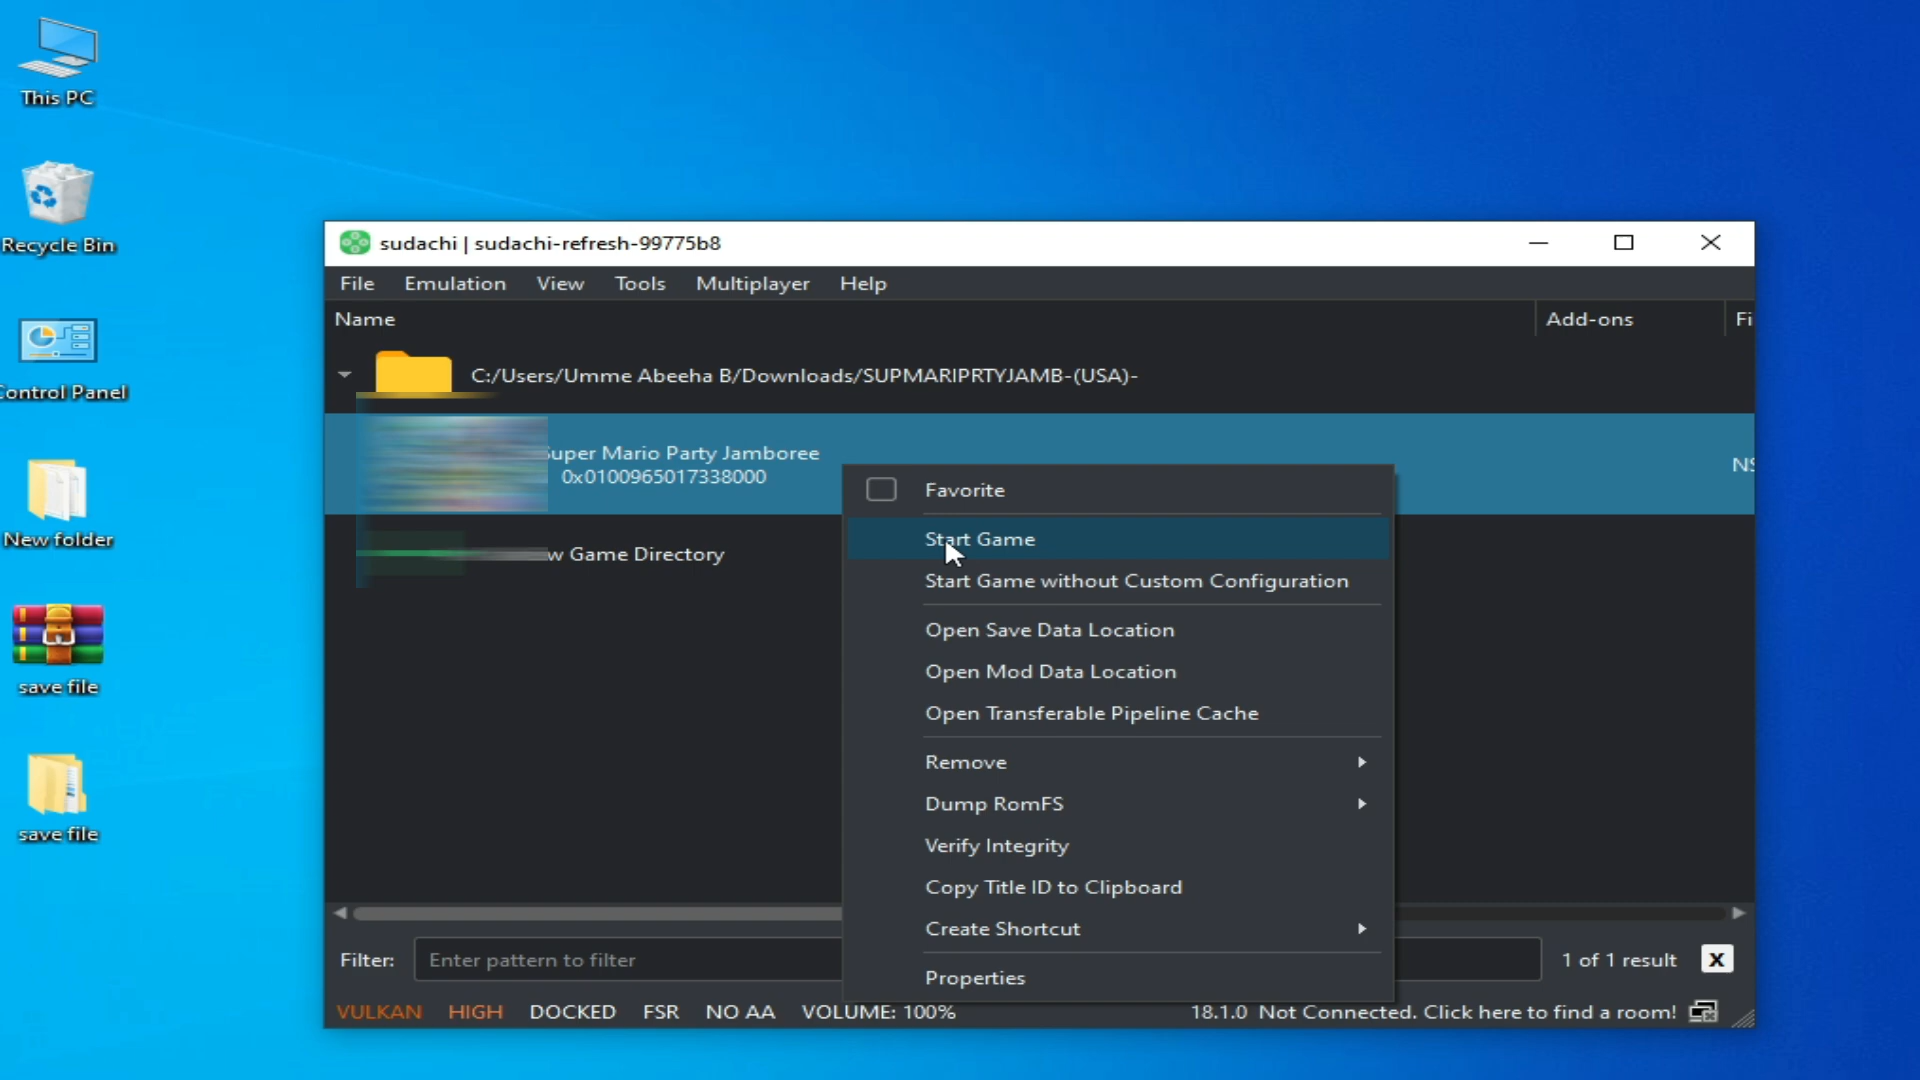 This PC
Recycle Bin
Control Panel
New folder
save file
save file
sudachi | sudachi-refresh-99775b8
File Emulation View Tools Multiplayer Help
Name Add-ons Fi
C:/Users/Umme Abeeha B/Downloads/SUPMARIPRTYJAMB-(USA)-
Super Mario Party Jamboree
0x0100965017338000
NS
w Game Directory
Favorite
Start Game
Start Game without Custom Configuration
Open Save Data Location
Open Mod Data Location
Open Transferable Pipeline Cache
Remove
Dump RomFS
Verify Integrity
Copy Title ID to Clipboard
Create Shortcut
Properties
Filter: Enter pattern to filter 1 of 1 result X
VULKAN HIGH DOCKED FSR NO AA VOLUME: 100% 18.1.0 Not Connected. Click here to find a room!